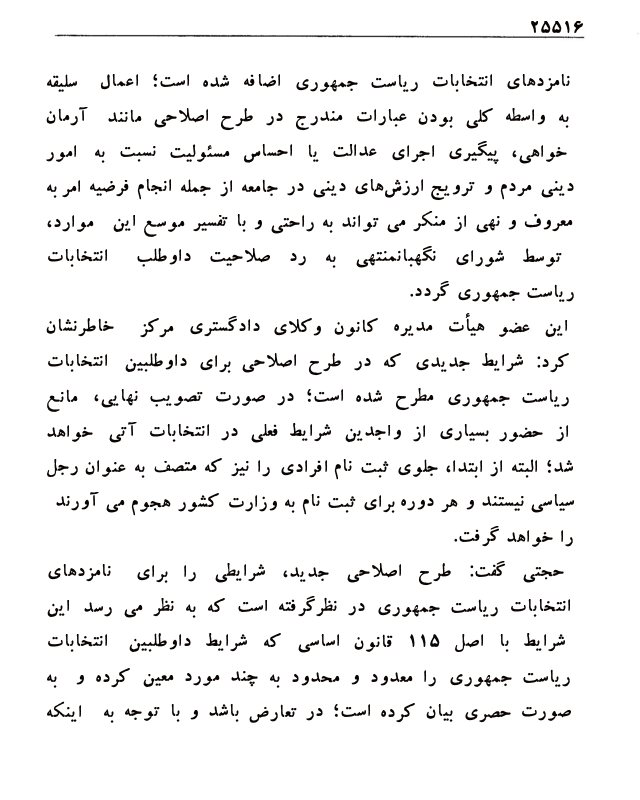 ۲۵۵۱۶
نامزدهای انتخابات ریاست جمهوری اضافه شده است؛ اعمال سلیقه
به واسطه کلی بودن عبارات مندرج در طرح اصلاحی مانند آرمان
خواهی، پیگیری اجرای عدالت یا احساس مسئولیت نسبت به امور
دینی مردم و ترویج ارزش‌های دینی در جامعه از جمله انجام فرضیه امر به
معروف و نهی از منکر می تواند به راحتی و با تفسیر موسع این موارد،
توسط شورای نگهبانمنتهی به رد صلاحیت داوطلب انتخابات
ریاست جمهوری گردد.
این عضو هیأت مدیره کانون وکلای دادگستری مرکز خاطرنشان
کرد: شرایط جدیدی که در طرح اصلاحی برای داوطلبین انتخابات
ریاست جمهوری مطرح شده است؛ در صورت تصویب نهایی، مانع
از حضور بسیاری از واجدین شرایط فعلی در انتخابات آتی خواهد
شد؛ البته از ابتدا، جلوی ثبت نام افرادی را نیز که متصف به عنوان رجل
سیاسی نیستند و هر دوره برای ثبت نام به وزارت کشور هجوم می آورند
را خواهد گرفت.
حجتی گفت: طرح اصلاحی جدید، شرایطی را برای نامزدهای
انتخابات ریاست جمهوری در نظرگرفته است که به نظر می رسد این
شرایط با اصل ۱۱۵ قانون اساسی که شرایط داوطلبین انتخابات
ریاست جمهوری را معدود و محدود به چند مورد معین کرده و به
صورت حصری بیان کرده است؛ در تعارض باشد و با توجه به اینکه